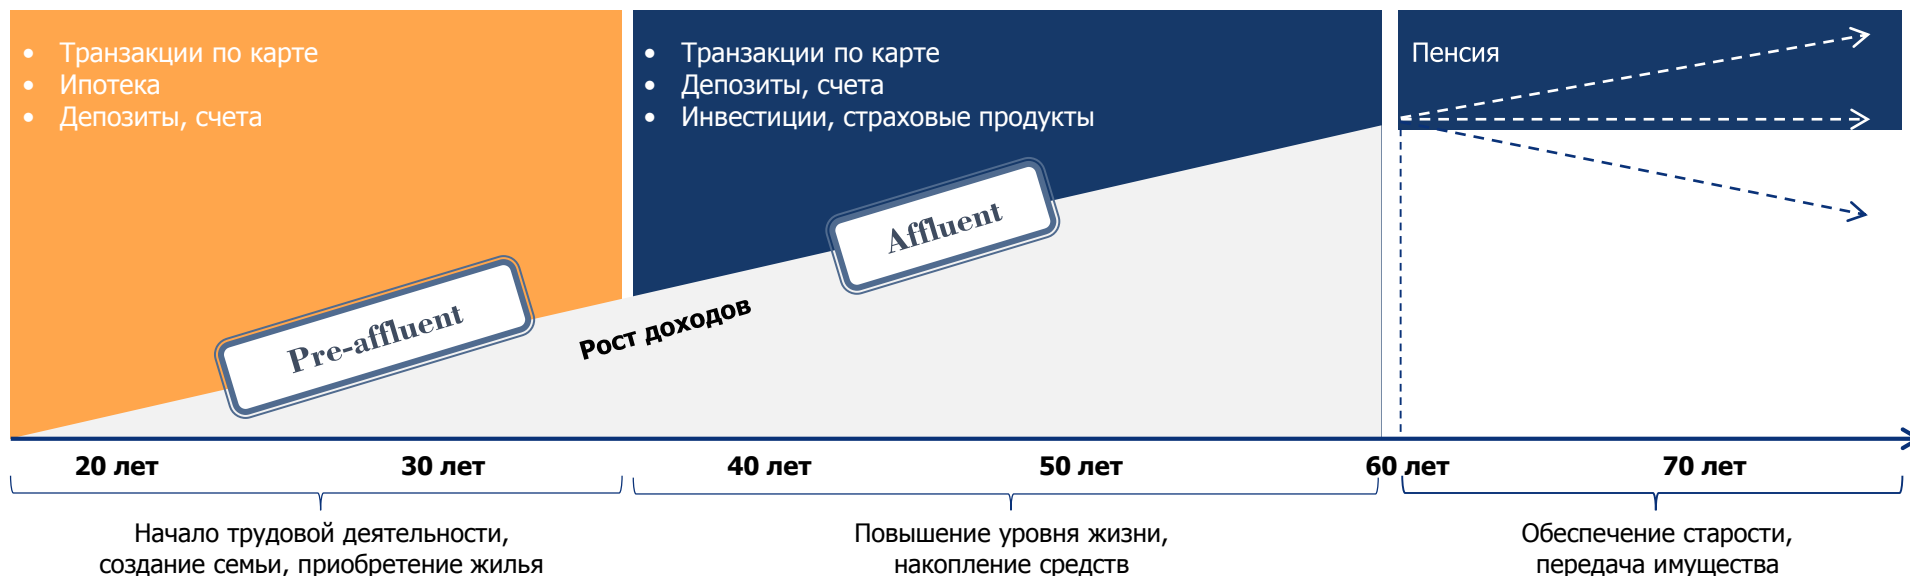 • Транзакции по карте
• Ипотека
• Депозиты, счета
• Транзакции по карте
• Депозиты, счета
• Инвестиции, страховые продукты
Пенсия
Affluent
Pre-affluent
Рост доходов
20 лет
30 лет
40 лет
50 лет
60 лет
70 лет
Начало трудовой деятельности,
создание семьи, приобретение жилья
Повышение уровня жизни,
накопление средств
Обеспечение старости,
передача имущества